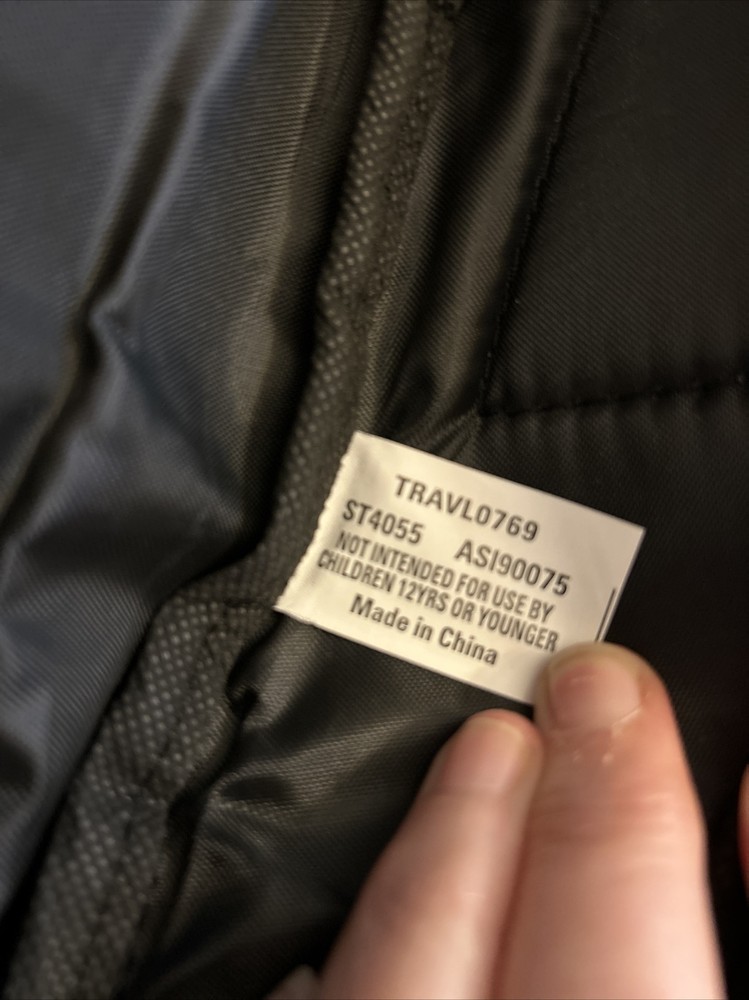 TRAVL0769
ST4055 ASI90075
NOT INTENDED FOR USE BY
CHILDREN 12YRS OR YOUNGER
Made in China